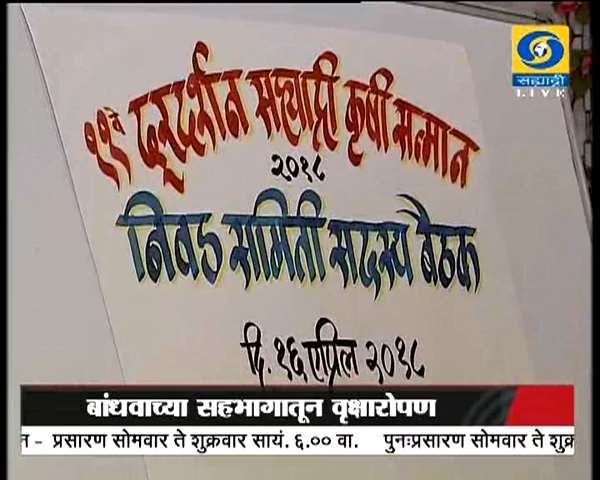 सह्याद्री
LIVE
११वे दूरदर्शन सह्याद्री कृषी सन्मान
२०१८
निवड समिती सदस्य बैठक
दि. १६ एप्रिल २०१८
बांधवाच्या सहभागातून वृक्षारोपण
न - प्रसारण सोमवार ते शुक्रवार सायं. ६.०० वा. पुनःप्रसारण सोमवार ते शुक्र